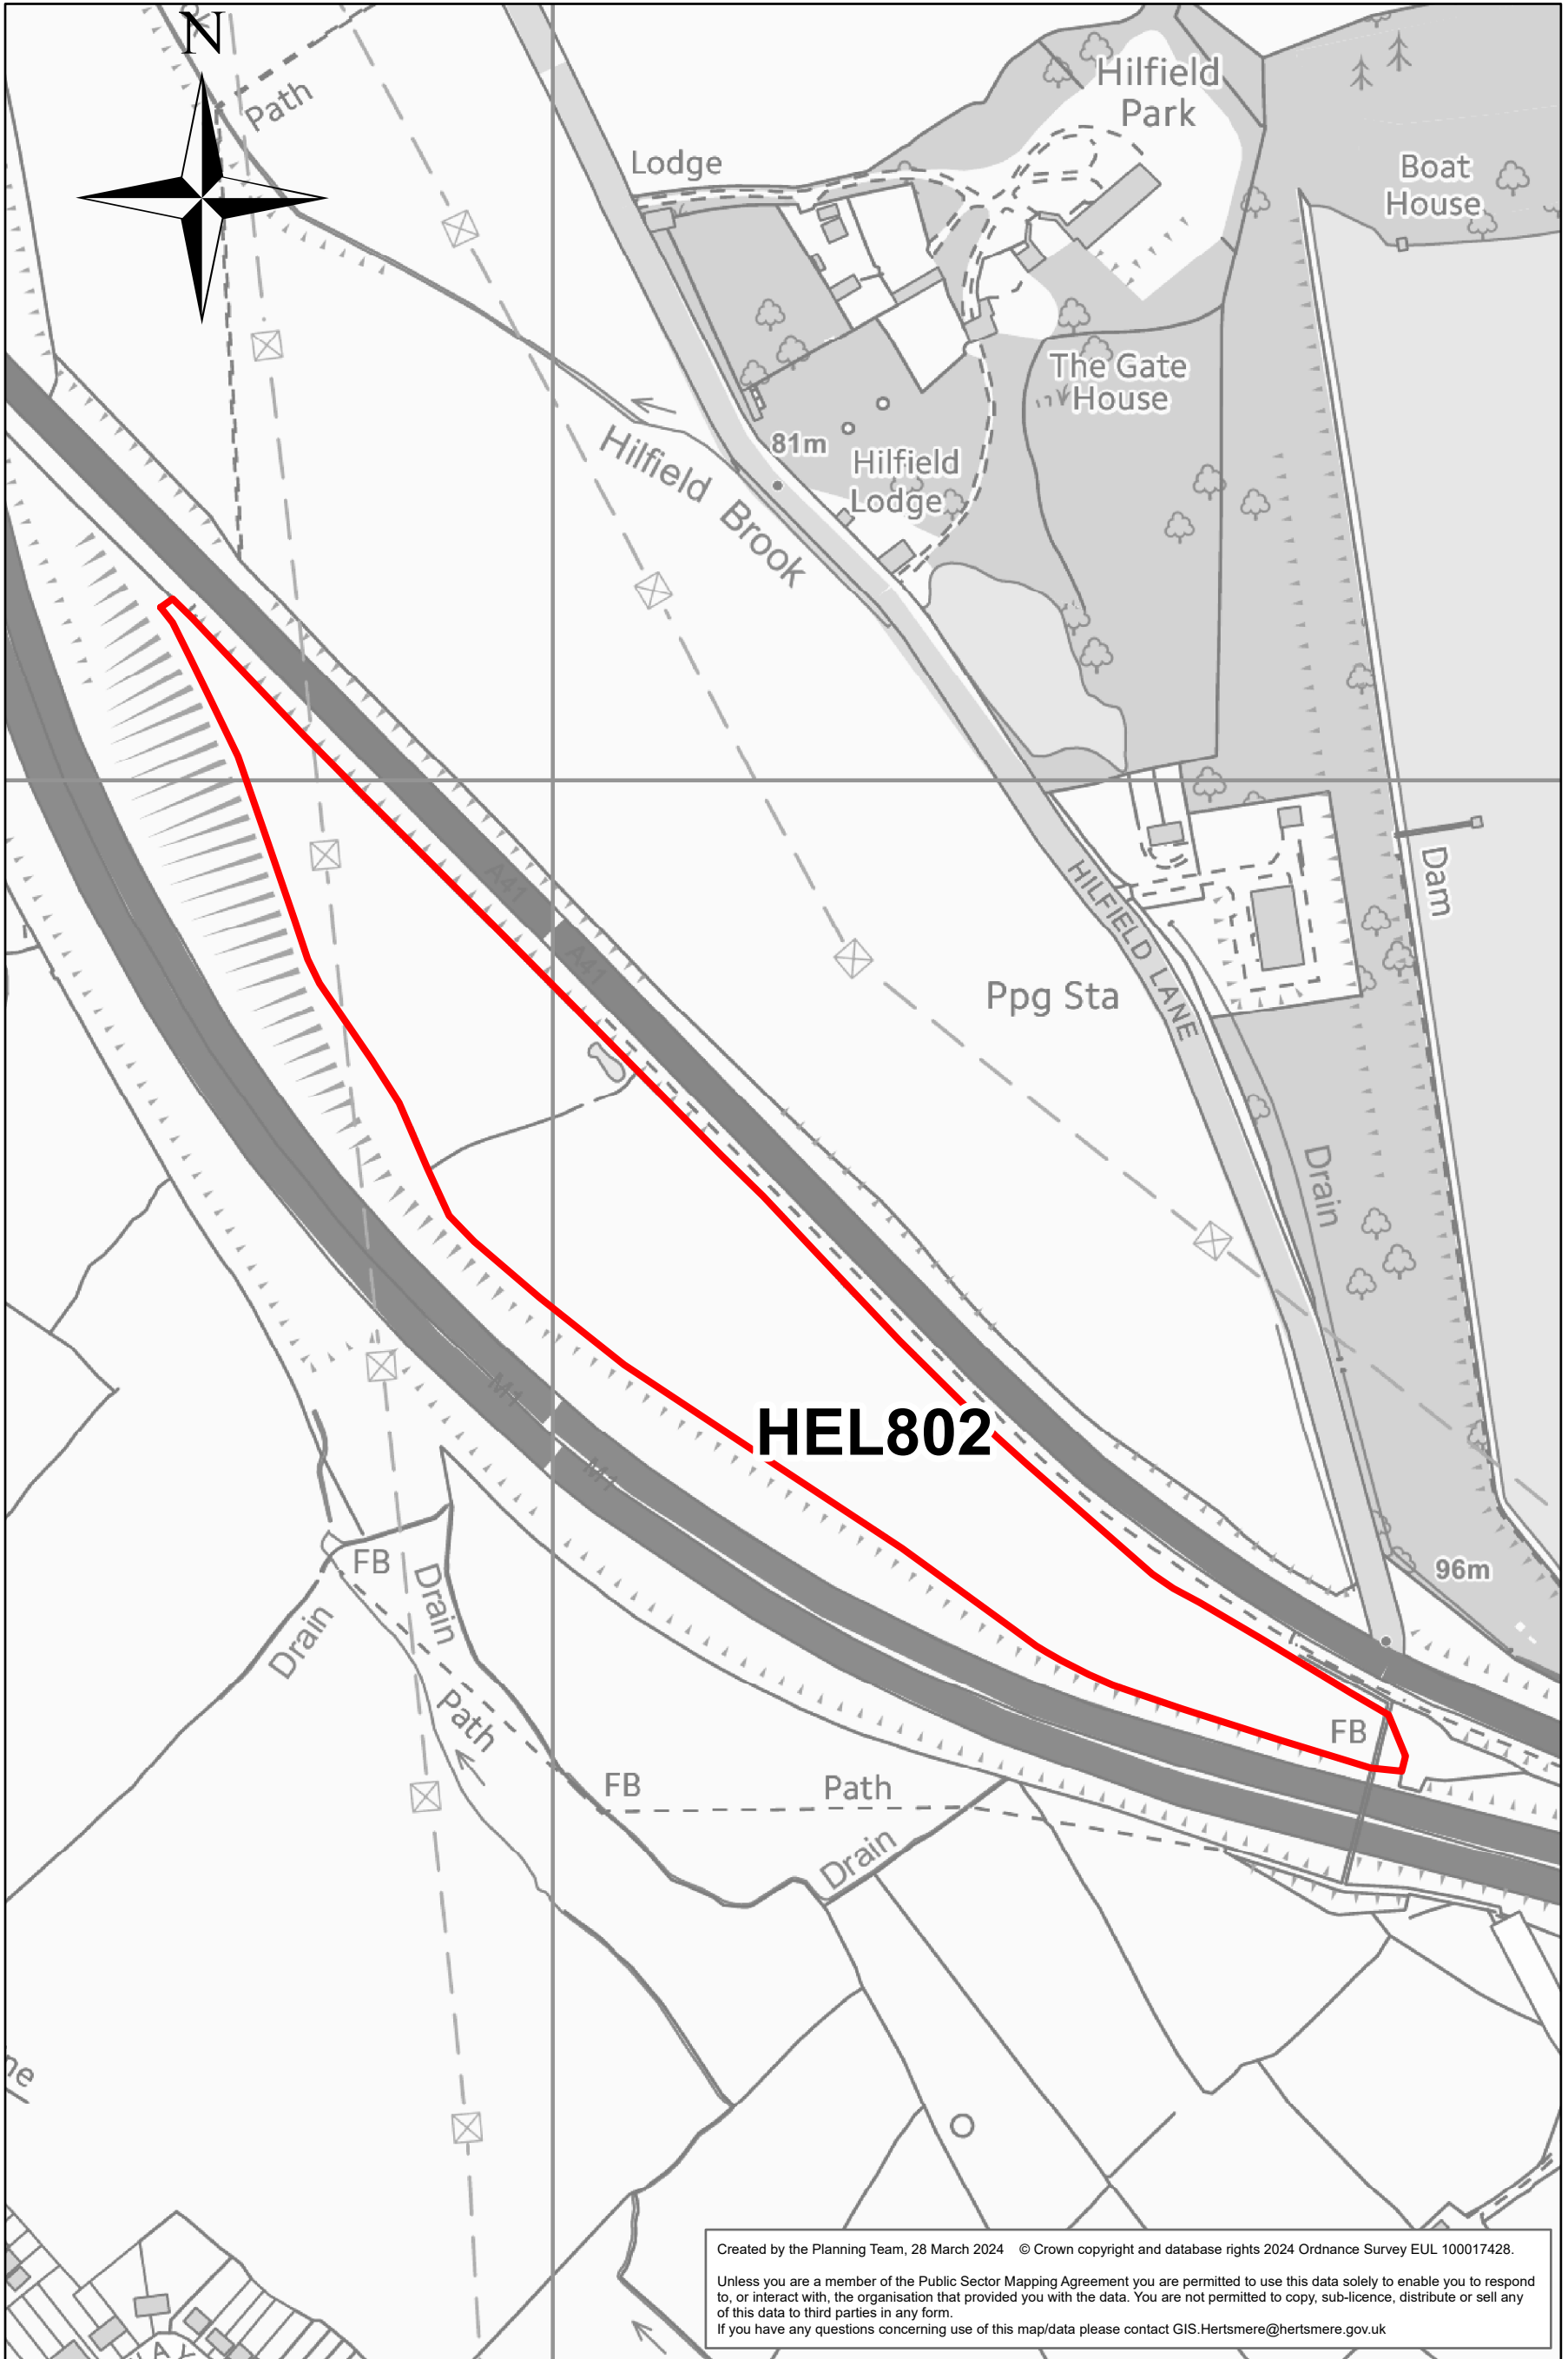 N
Path
Hilfield
Park
Lodge
Boat
House
The Gate
House
81m
Hilfield
Lodge
Hilfield Brook
A41
A41
HILFIELD LANE
Dam
Ppg Sta
Drain
M1
M1
HEL802
96m
FB
Drain
Drain
Path
FB
FB
Path
Drain
Created by the Planning Team, 28 March 2024 © Crown copyright and database rights 2024 Ordnance Survey EUL 100017428.
Unless you are a member of the Public Sector Mapping Agreement you are permitted to use this data solely to enable you to respond
to, or interact with, the organisation that provided you with the data. You are not permitted to copy, sub-licence, distribute or sell any
of this data to third parties in any form.
If you have any questions concerning use of this map/data please contact GIS.Hertsmere@hertsmere.gov.uk